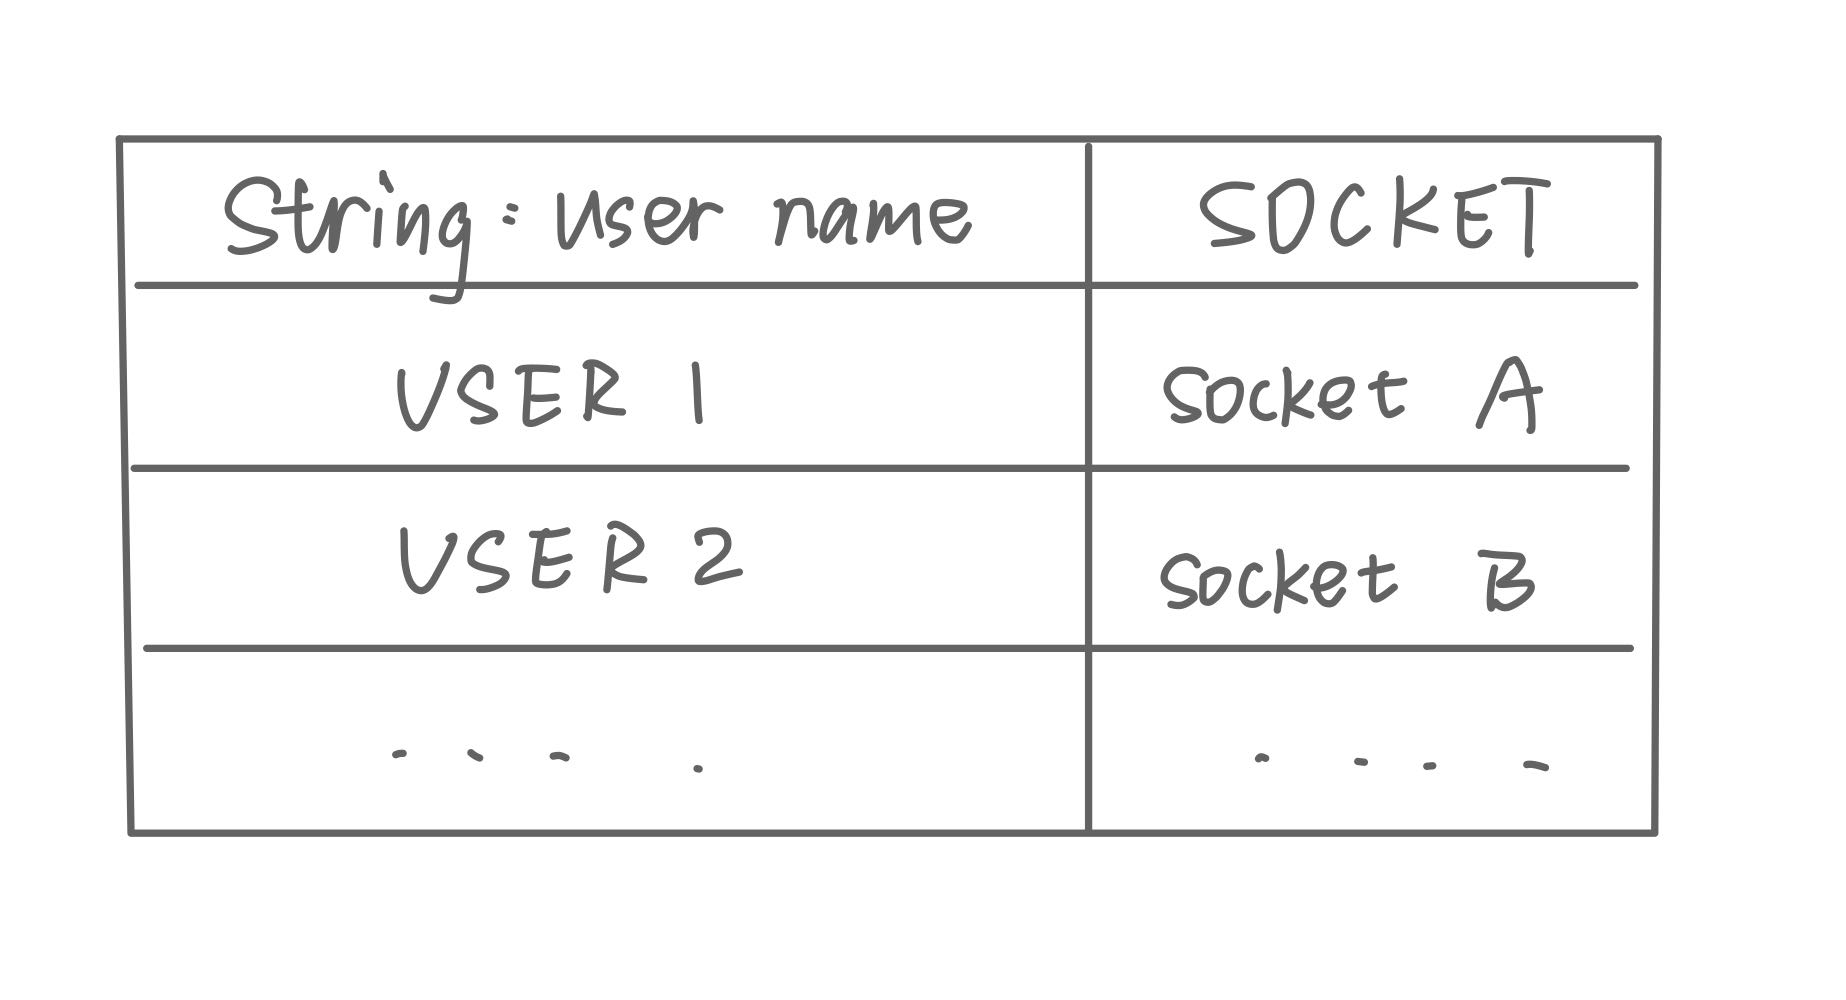 String: user name SOCKET
USER 1 Socket A
USER 2 Socket B
. . . . . . . .